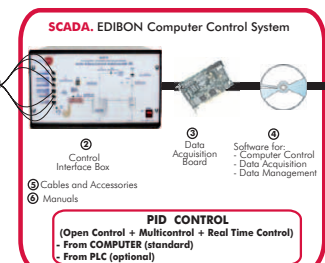 SCADA. EDIBON Computer Control System
②
Control
Interface Box
③
Data
Acquisition
Board
④
Software for:
- Computer Control
- Data Acquisition
- Data Management
⑤ Cables and Accessories
⑥ Manuals
PID CONTROL
(Open Control + Multicontrol + Real Time Control)
- From COMPUTER (standard)
- From PLC (optional)